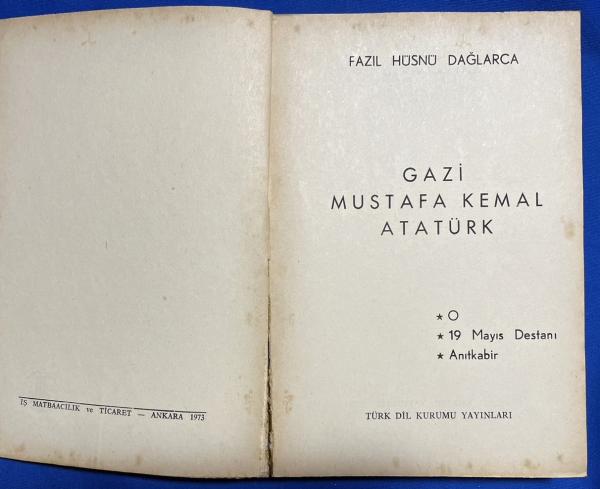 İŞ MATBAACILIK ve TİCARET — ANKARA 1973
FAZIL HÜSNÜ DAĞLARCA
GAZİ
MUSTAFA KEMAL
ATATÜRK
★ O
★ 19 Mayıs Destanı
★ Anıtkabir
TÜRK DİL KURUMU YAYINLARI